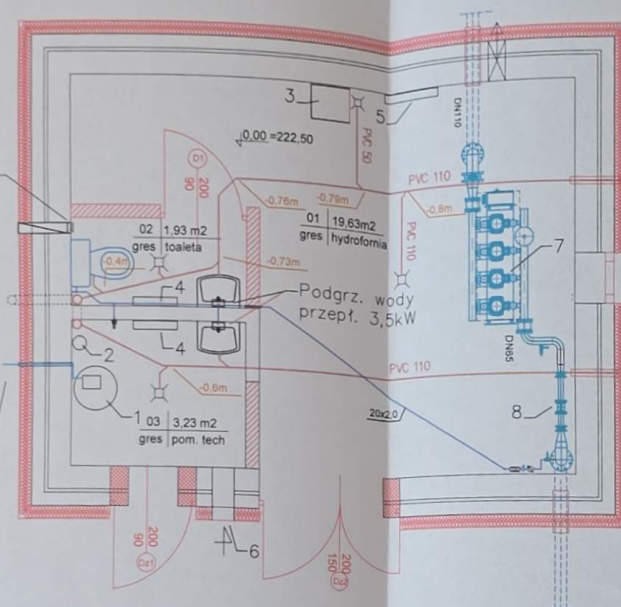 DN110
3
5
PVC 50
0,00 =222,50
D1
200
90
PVC 110
-0,76m
-0,79m
-0,8m
01 19,63m2
gres hydrofornia
02 1,93 m2
gres toaleta
-0,4m
-0,73m
PVC 110
7
4
Podgrz. wody
przepł. 3,5kW
4
2
DN65
PVC 110
-0,6m
20x2,0
8
1
03 3,23 m2
gres pom. tech
200
90
Dz1
6
200
150